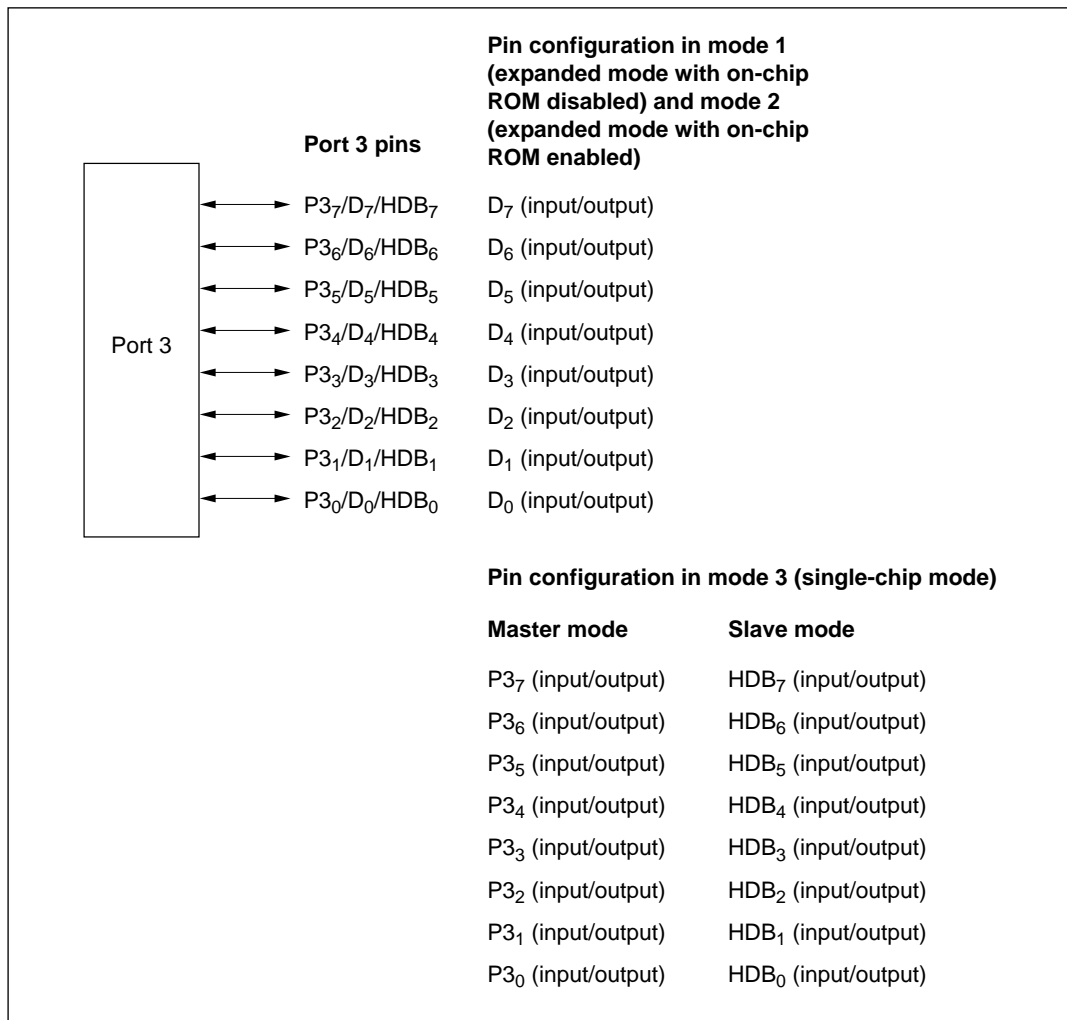 Pin configuration in mode 1
(expanded mode with on-chip
ROM disabled) and mode 2
(expanded mode with on-chip
ROM enabled)
Port 3 pins
Port 3
P3₇/D₇/HDB₇ D₇ (input/output)
P3₆/D₆/HDB₆ D₆ (input/output)
P3₅/D₅/HDB₅ D₅ (input/output)
P3₄/D₄/HDB₄ D₄ (input/output)
P3₃/D₃/HDB₃ D₃ (input/output)
P3₂/D₂/HDB₂ D₂ (input/output)
P3₁/D₁/HDB₁ D₁ (input/output)
P3₀/D₀/HDB₀ D₀ (input/output)
Pin configuration in mode 3 (single-chip mode)
Master mode Slave mode
P3₇ (input/output) HDB₇ (input/output)
P3₆ (input/output) HDB₆ (input/output)
P3₅ (input/output) HDB₅ (input/output)
P3₄ (input/output) HDB₄ (input/output)
P3₃ (input/output) HDB₃ (input/output)
P3₂ (input/output) HDB₂ (input/output)
P3₁ (input/output) HDB₁ (input/output)
P3₀ (input/output) HDB₀ (input/output)